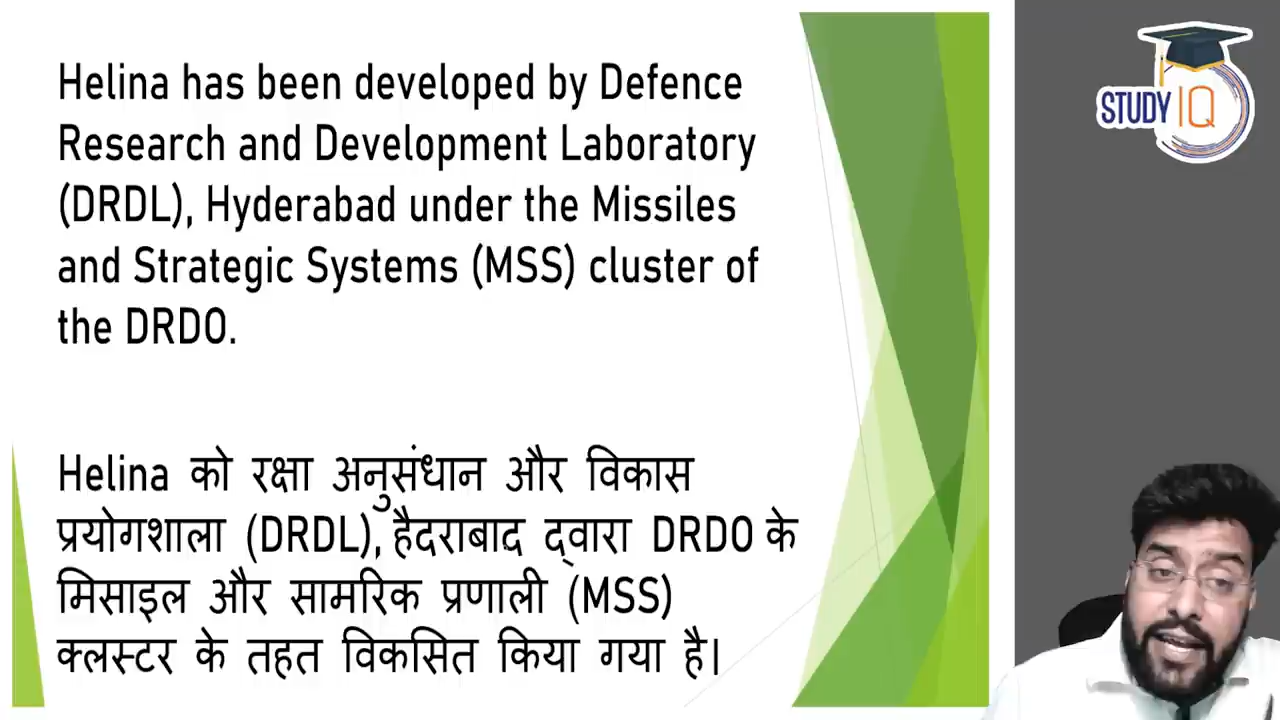 Helina has been developed by Defence
Research and Development Laboratory
(DRDL), Hyderabad under the Missiles
and Strategic Systems (MSS) cluster of
the DRDO.
Helina को रक्षा अनुसंधान और विकास
प्रयोगशाला (DRDL), हैदराबाद द्वारा DRDO के
मिसाइल और सामरिक प्रणाली (MSS)
क्लस्टर के तहत विकसित किया गया है।
STUDY IQ